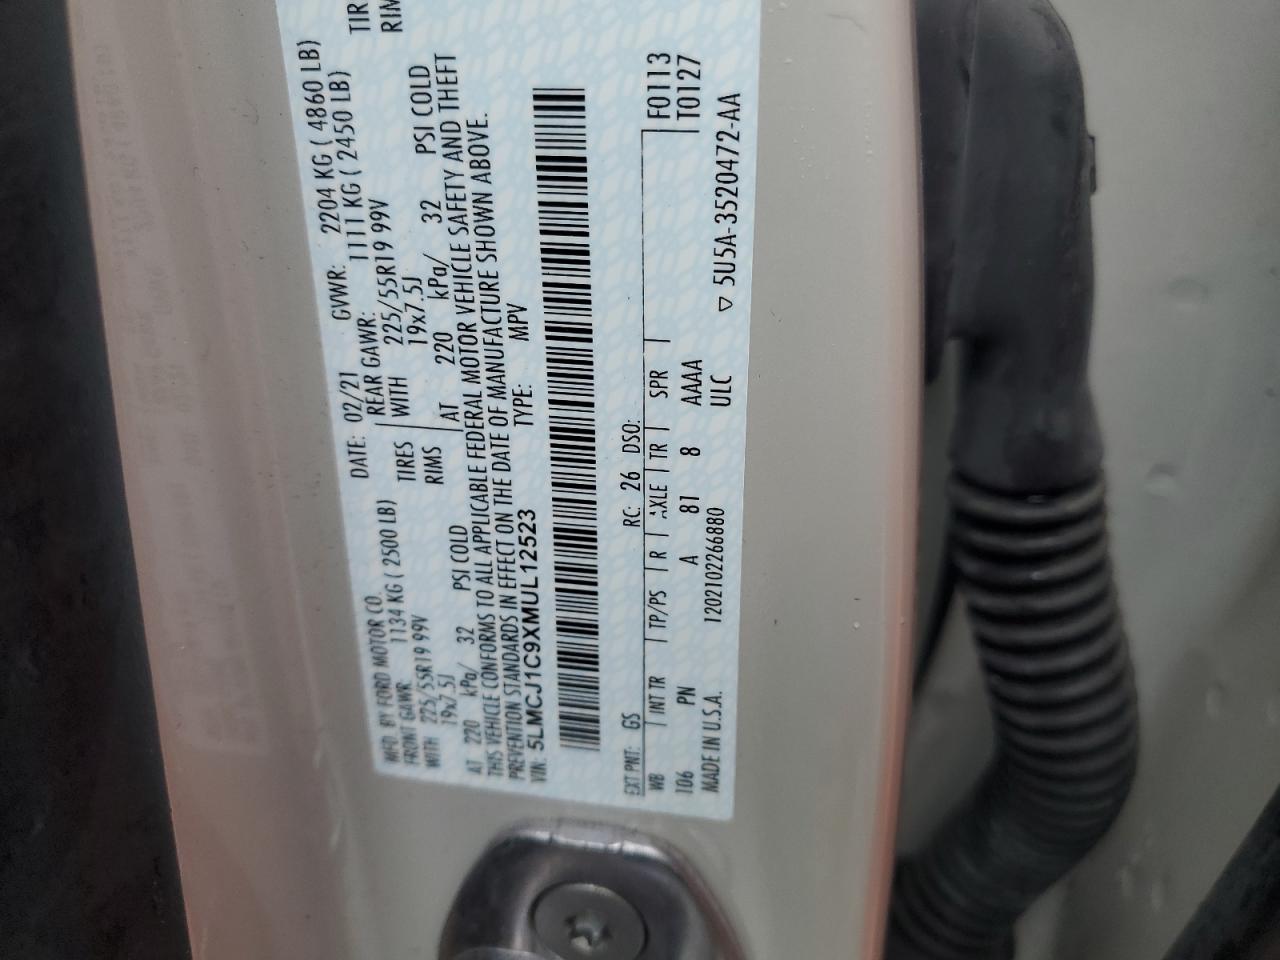 MFD. BY FORD MOTOR CO.
DATE: 02/21 GVWR: 2204 KG ( 4860 LB)
FRONT GAWR: 1134 KG ( 2500 LB)
REAR GAWR: 1111 KG ( 2450 LB)
WITH 225/55R19 99V TIRES
WITH 225/55R19 99V TIR
19x7.5J RIMS
19x7.5J RIM
AT 220 kPa/ 32 PSI COLD
AT 220 kPa/ 32 PSI COLD
THIS VEHICLE CONFORMS TO ALL APPLICABLE FEDERAL MOTOR VEHICLE SAFETY AND THEFT
PREVENTION STANDARDS IN EFFECT ON THE DATE OF MANUFACTURE SHOWN ABOVE.
VIN: 5LMCJ1C9XMUL12523 TYPE: MPV
EXT PNT: GS RC: 26 DSO: F0113
WB INT TR TP/PS R AXLE TR SPR T0127
106 PN A 81 8 AAAA
MADE IN U.S.A. 120210226880 ULC
▽ 5U5A-3520472-AA